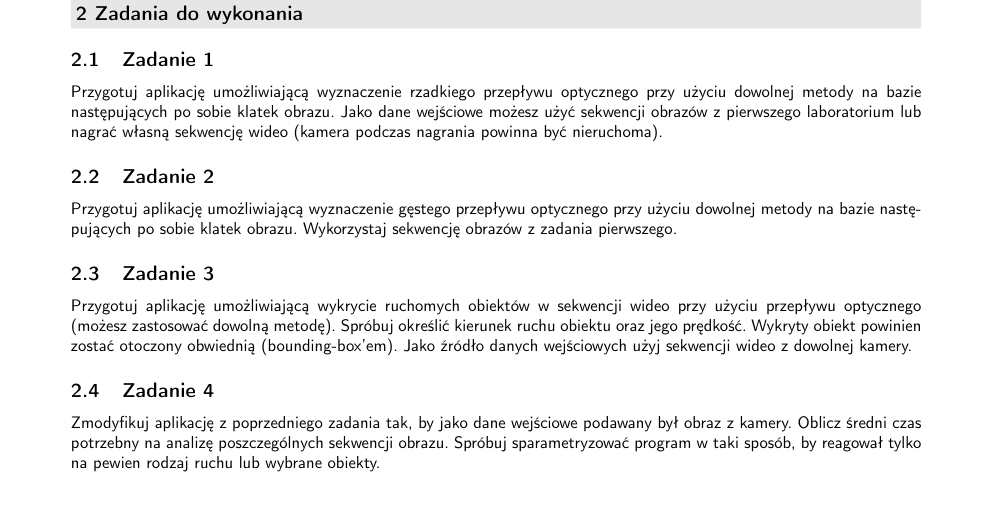 2 Zadania do wykonania
2.1 Zadanie 1
Przygotuj aplikację umożliwiającą wyznaczenie rzadkiego przepływu optycznego przy użyciu dowolnej metody na bazie
następujących po sobie klatek obrazu. Jako dane wejściowe możesz użyć sekwencji obrazów z pierwszego laboratorium lub
nagrać własną sekwencję wideo (kamera podczas nagrania powinna być nieruchoma).
2.2 Zadanie 2
Przygotuj aplikację umożliwiającą wyznaczenie gęstego przepływu optycznego przy użyciu dowolnej metody na bazie nastę-
pujących po sobie klatek obrazu. Wykorzystaj sekwencję obrazów z zadania pierwszego.
2.3 Zadanie 3
Przygotuj aplikację umożliwiającą wykrycie ruchomych obiektów w sekwencji wideo przy użyciu przepływu optycznego
(możesz zastosować dowolną metodę). Spróbuj określić kierunek ruchu obiektu oraz jego prędkość. Wykryty obiekt powinien
zostać otoczony obwiednią (bounding-box'em). Jako źródło danych wejściowych użyj sekwencji wideo z dowolnej kamery.
2.4 Zadanie 4
Zmodyfikuj aplikację z poprzedniego zadania tak, by jako dane wejściowe podawany był obraz z kamery. Oblicz średni czas
potrzebny na analizę poszczególnych sekwencji obrazu. Spróbuj sparametryzować program w taki sposób, by reagował tylko
na pewien rodzaj ruchu lub wybrane obiekty.